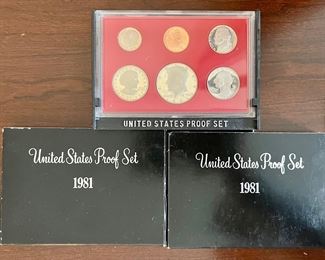 UNITED STATES PROOF SET
United States Proof Set
1981
United States Proof Set
1981